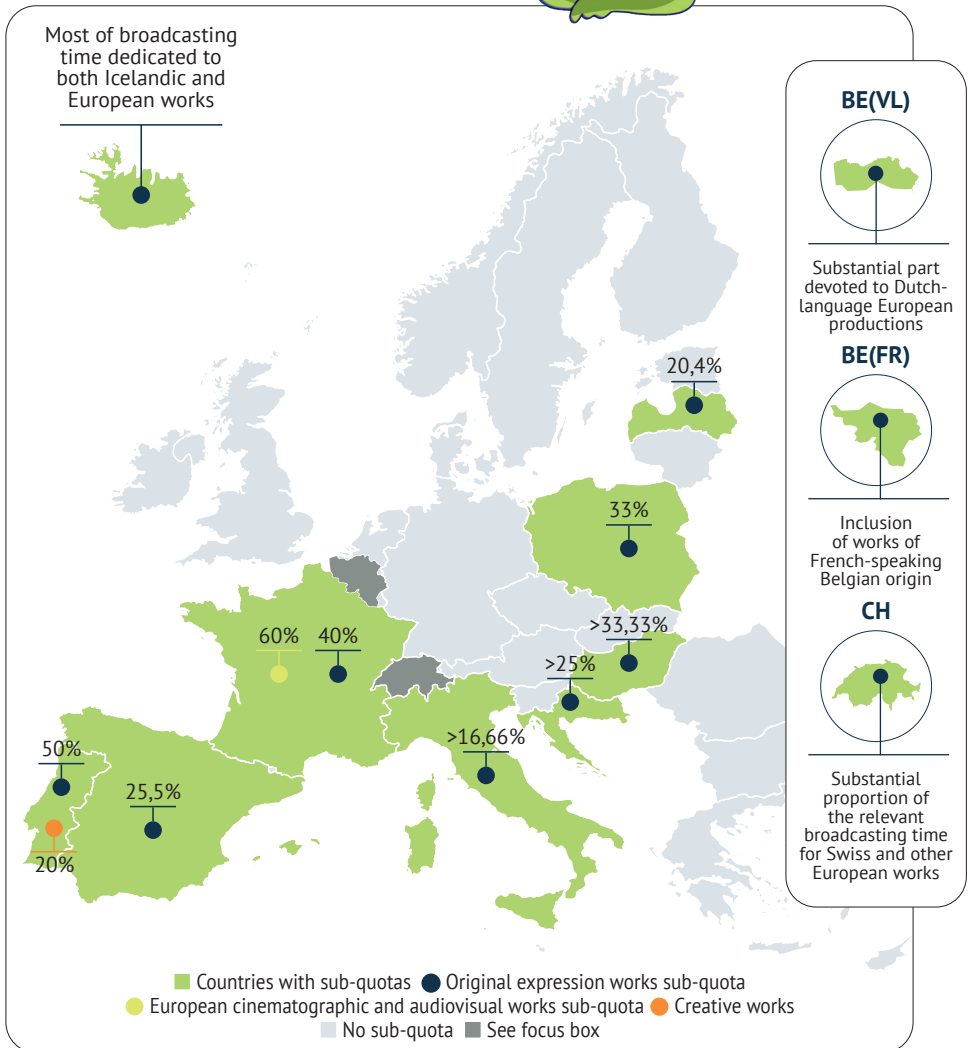 Most of broadcasting
time dedicated to
both Icelandic and
European works
BE(VL)
Substantial part
devoted to Dutch-
language European
productions
BE(FR)
Inclusion
of works of
French-speaking
Belgian origin
CH
Substantial
proportion of
the relevant
broadcasting time
for Swiss and other
European works
20,4%
33%
>33,33%
>25%
60%
40%
>16,66%
50%
25,5%
20%
Countries with sub-quotas
Original expression works sub-quota
European cinematographic and audiovisual works sub-quota
Creative works
No sub-quota
See focus box